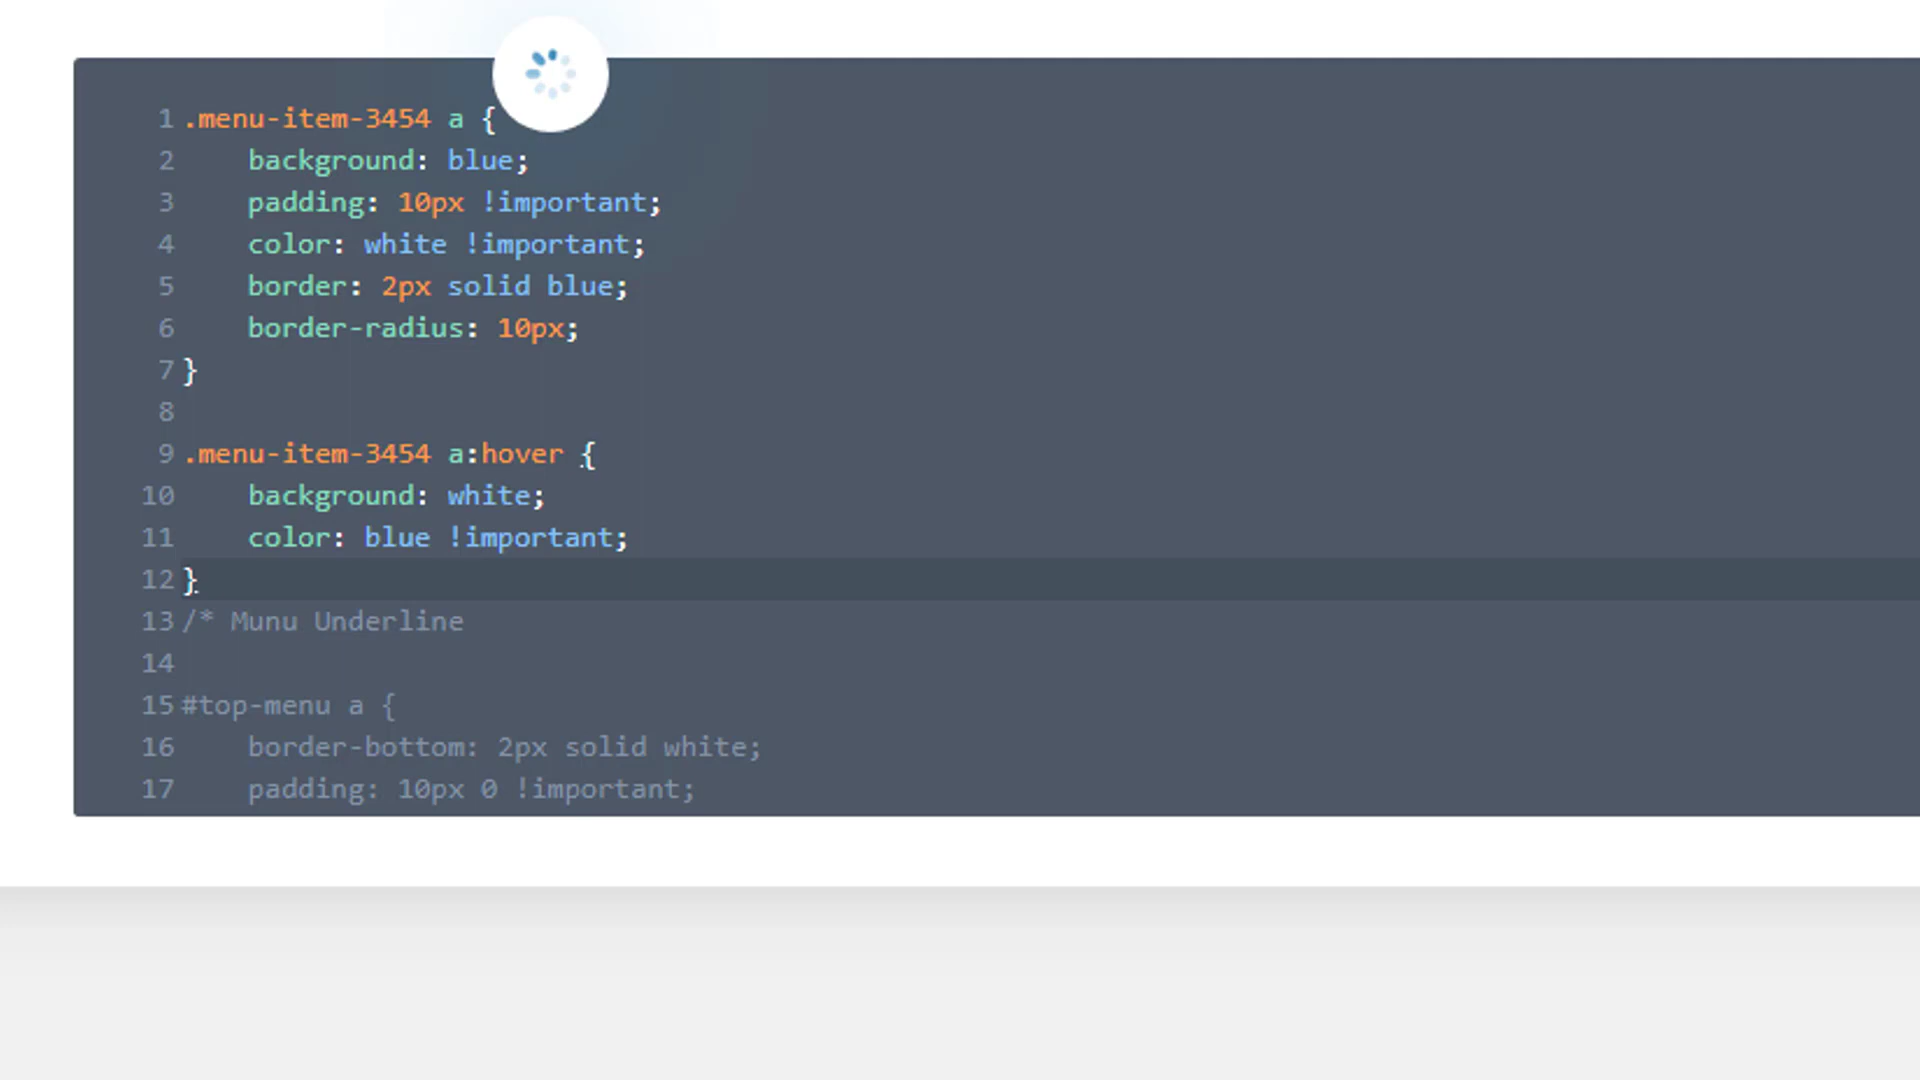 1 .menu-item-3454 a {
2 background: blue;
3 padding: 10px !important;
4 color: white !important;
5 border: 2px solid blue;
6 border-radius: 10px;
7 }
8
9 .menu-item-3454 a:hover {
10 background: white;
11 color: blue !important;
12 }
13 /* Munu Underline
14
15 #top-menu a {
16 border-bottom: 2px solid white;
17 padding: 10px 0 !important;